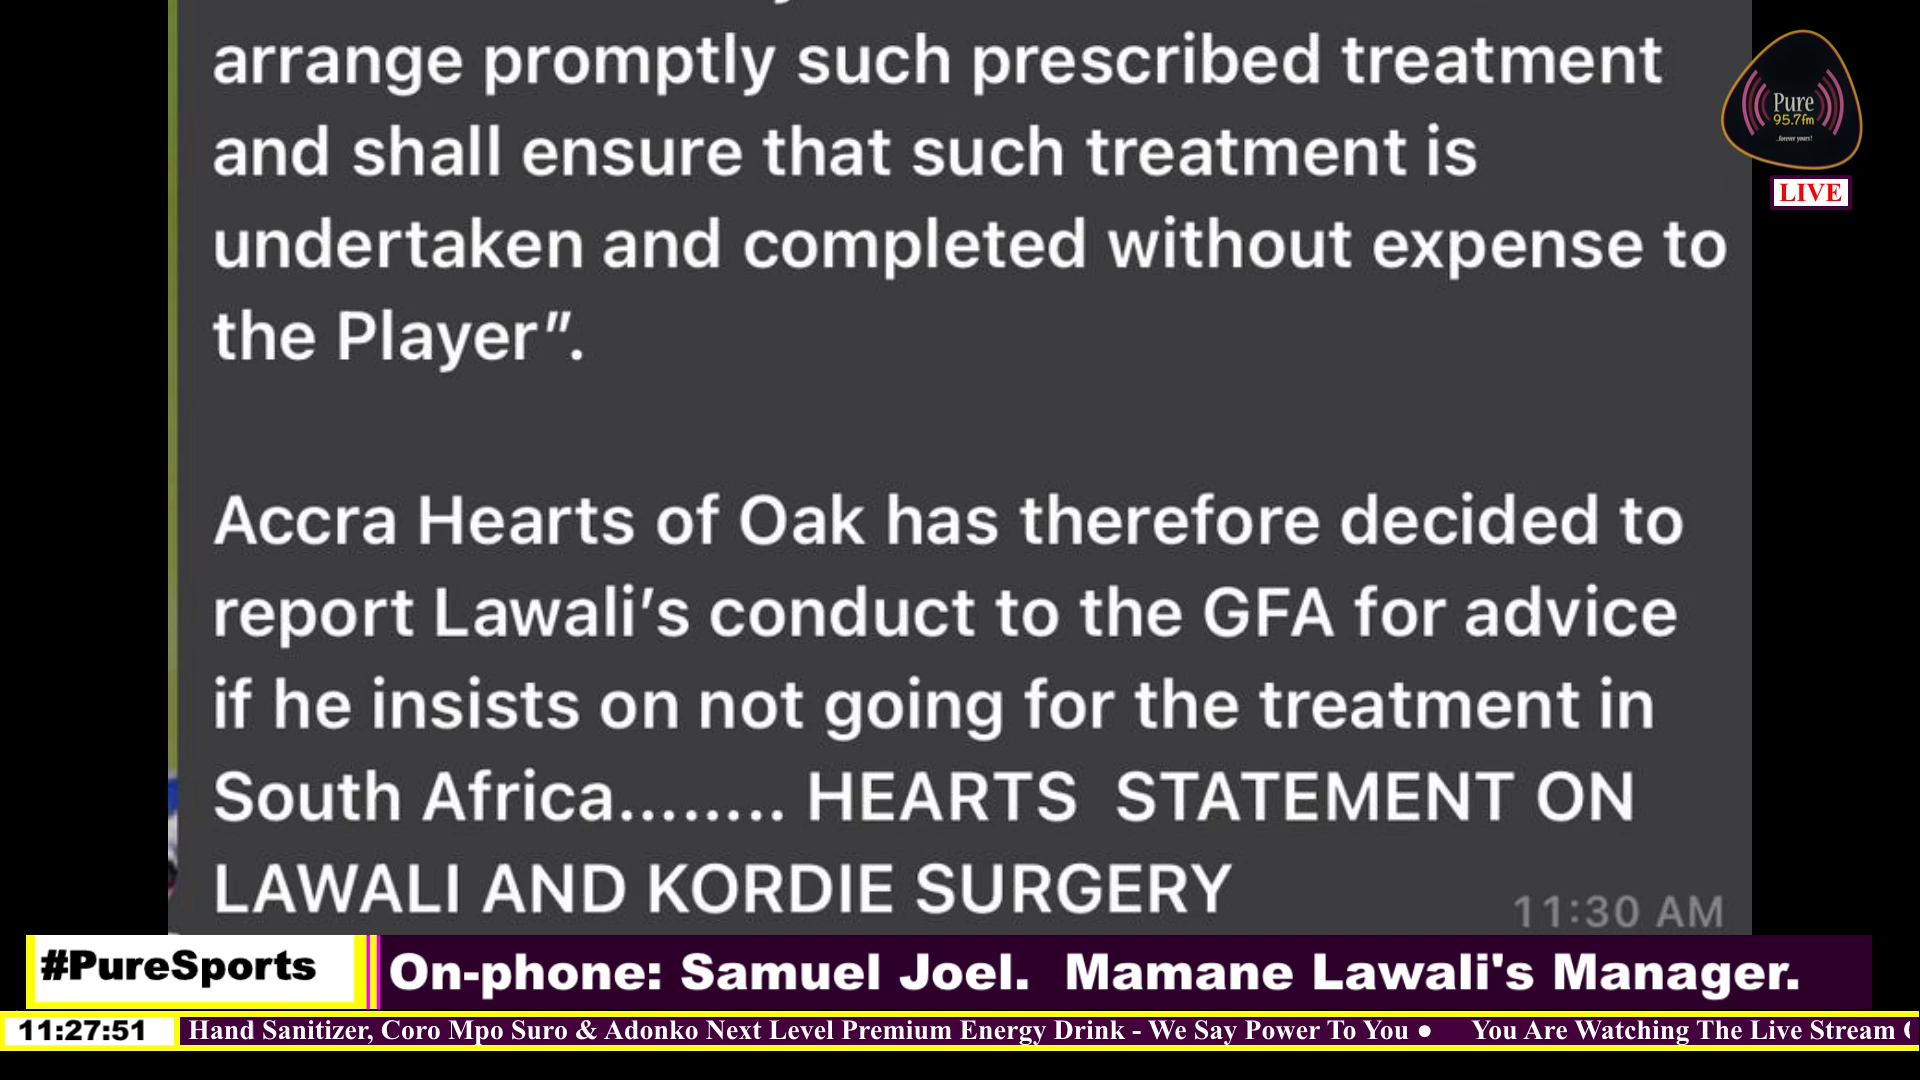 arrange promptly such prescribed treatment
and shall ensure that such treatment is
undertaken and completed without expense to
the Player”.
Accra Hearts of Oak has therefore decided to
report Lawali’s conduct to the GFA for advice
if he insists on not going for the treatment in
South Africa........ HEARTS  STATEMENT ON
LAWALI AND KORDIE SURGERY
11:30 AM
Pure
95.7fm
..forever yours!
LIVE
#PureSports
On-phone: Samuel Joel.  Mamane Lawali's Manager.
11:27:51
Hand Sanitizer, Coro Mpo Suro & Adonko Next Level Premium Energy Drink - We Say Power To You ● You Are Watching The Live Stream